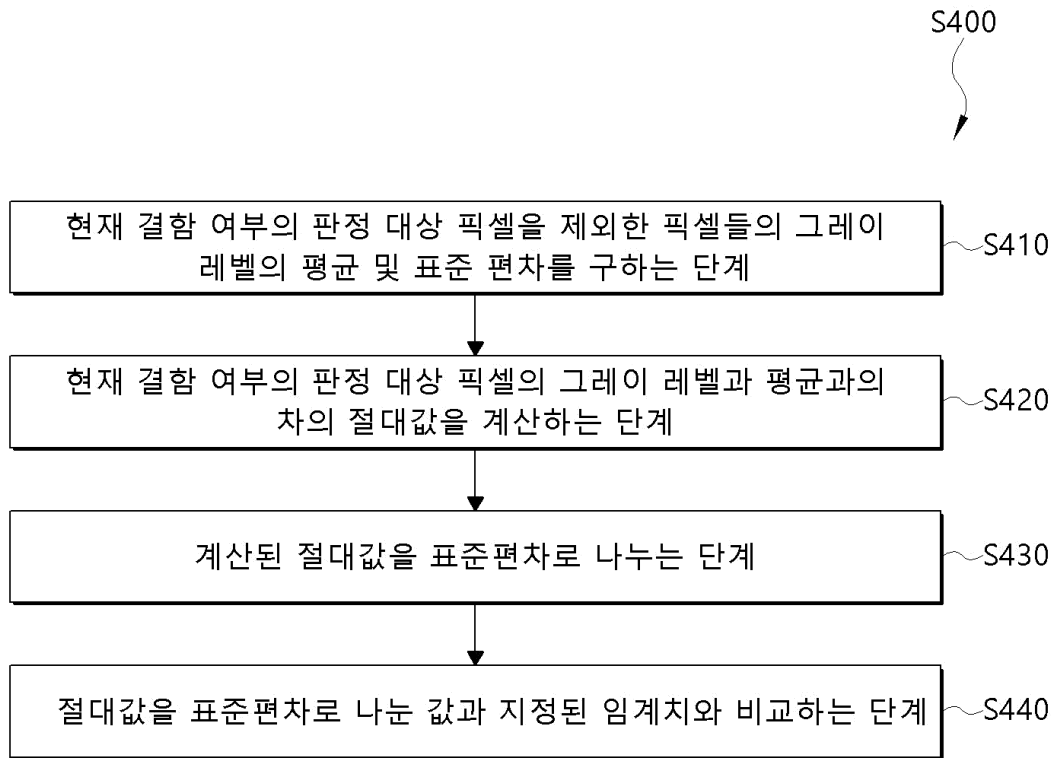 S400
현재 결함 여부의 판정 대상 픽셀을 제외한 픽셀들의 그레이
레벨의 평균 및 표준 편차를 구하는 단계
S410
현재 결함 여부의 판정 대상 픽셀의 그레이 레벨과 평균과의
차의 절대값을 계산하는 단계
S420
계산된 절대값을 표준편차로 나누는 단계
S430
절대값을 표준편차로 나눈 값과 지정된 임계치와 비교하는 단계
S440